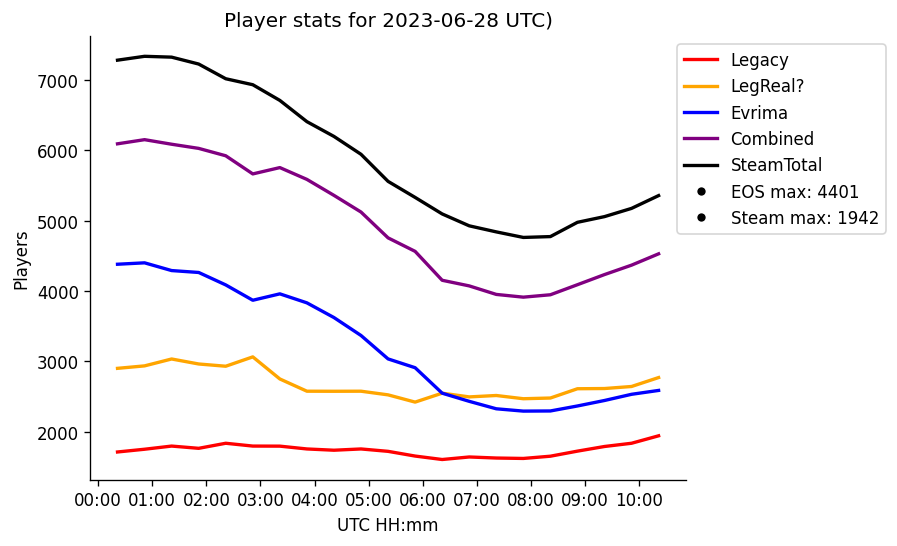 Player stats for 2023-06-28 UTC)
Legacy
LegReal?
Evrima
Combined
SteamTotal
EOS max: 4401
Steam max: 1942
Players
7000
6000
5000
4000
3000
2000
00:00 01:00 02:00 03:00 04:00 05:00 06:00 07:00 08:00 09:00 10:00
UTC HH:mm